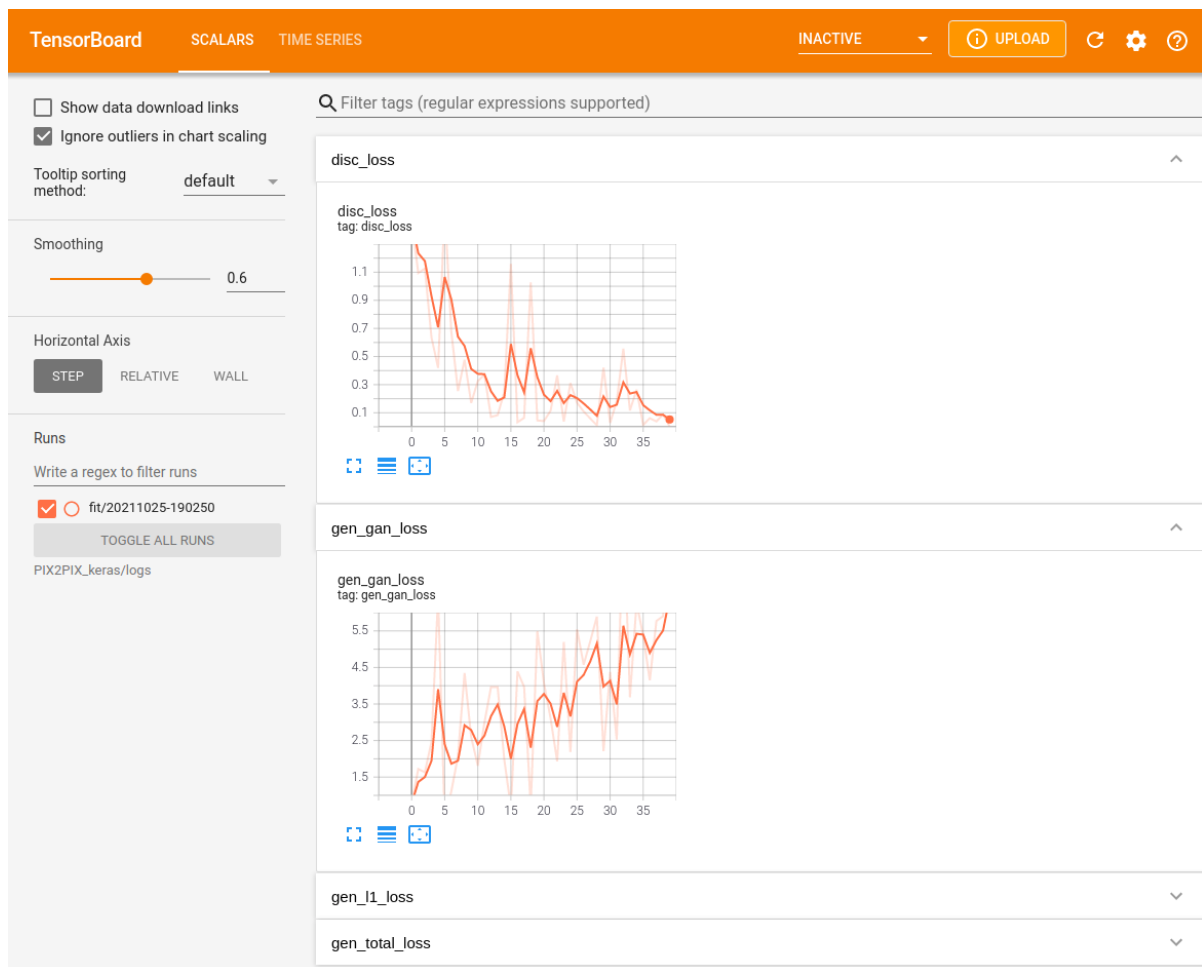 TensorBoard SCALARS TIME SERIES INACTIVE UPLOAD
Show data download links
Ignore outliers in chart scaling
Tooltip sorting
method:
default
Smoothing
0.6
Horizontal Axis
STEP RELATIVE WALL
Runs
Write a regex to filter runs
fit/20211025-190250
TOGGLE ALL RUNS
PIX2PIX_keras/logs
Filter tags (regular expressions supported)
disc_loss
disc_loss
tag: disc_loss
1.1
0.9
0.7
0.5
0.3
0.1
0 5 10 15 20 25 30 35
gen_gan_loss
gen_gan_loss
tag: gen_gan_loss
5.5
4.5
3.5
2.5
1.5
0 5 10 15 20 25 30 35
gen_l1_loss
gen_total_loss